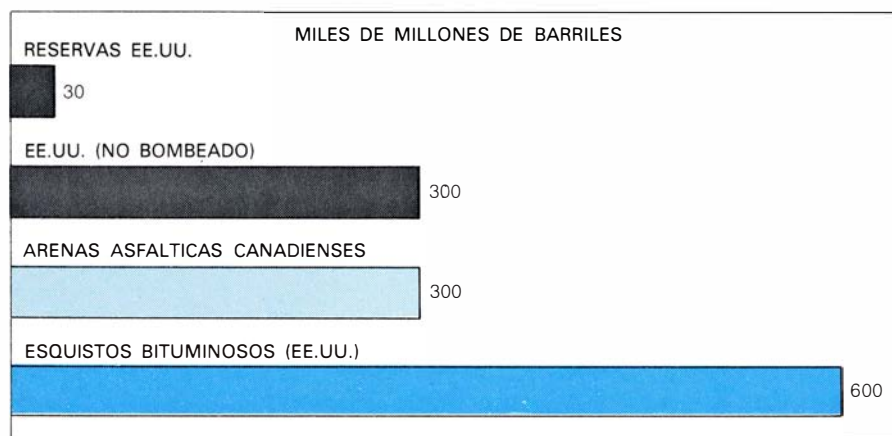 MILES DE MILLONES DE BARRILES
RESERVAS EE.UU.
30
EE.UU. (NO BOMBEADO)
300
ARENAS ASFALTICAS CANADIENSES
300
ESQUISTOS BITUMINOSOS (EE.UU.)
600